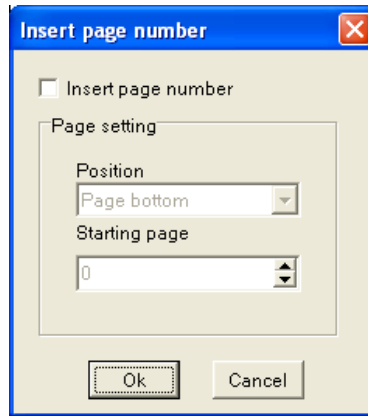 Insert page number
Insert page number
Page setting
Position
Page bottom
Starting page
0
Ok Cancel